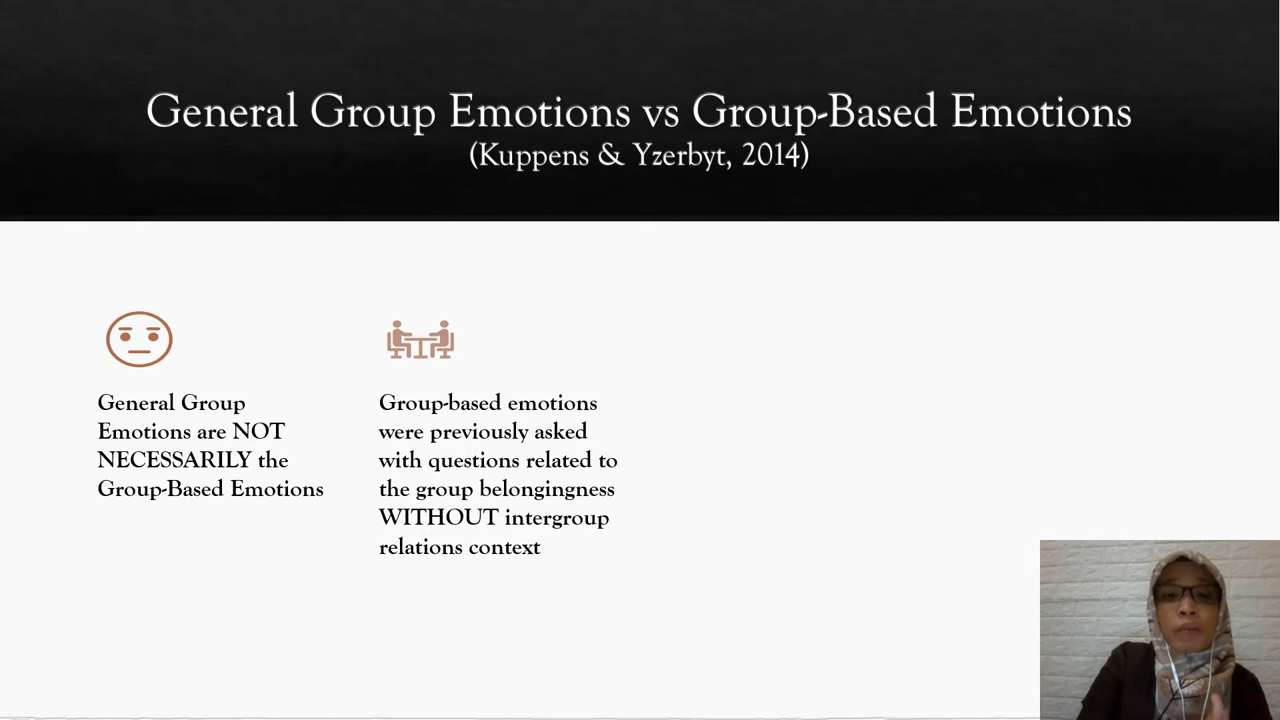 General Group Emotions vs Group-Based Emotions
(Kuppens & Yzerbyt, 2014)
General Group
Emotions are NOT
NECESSARILY the
Group-Based Emotions
Group-based emotions
were previously asked
with questions related to
the group belongingness
WITHOUT intergroup
relations context